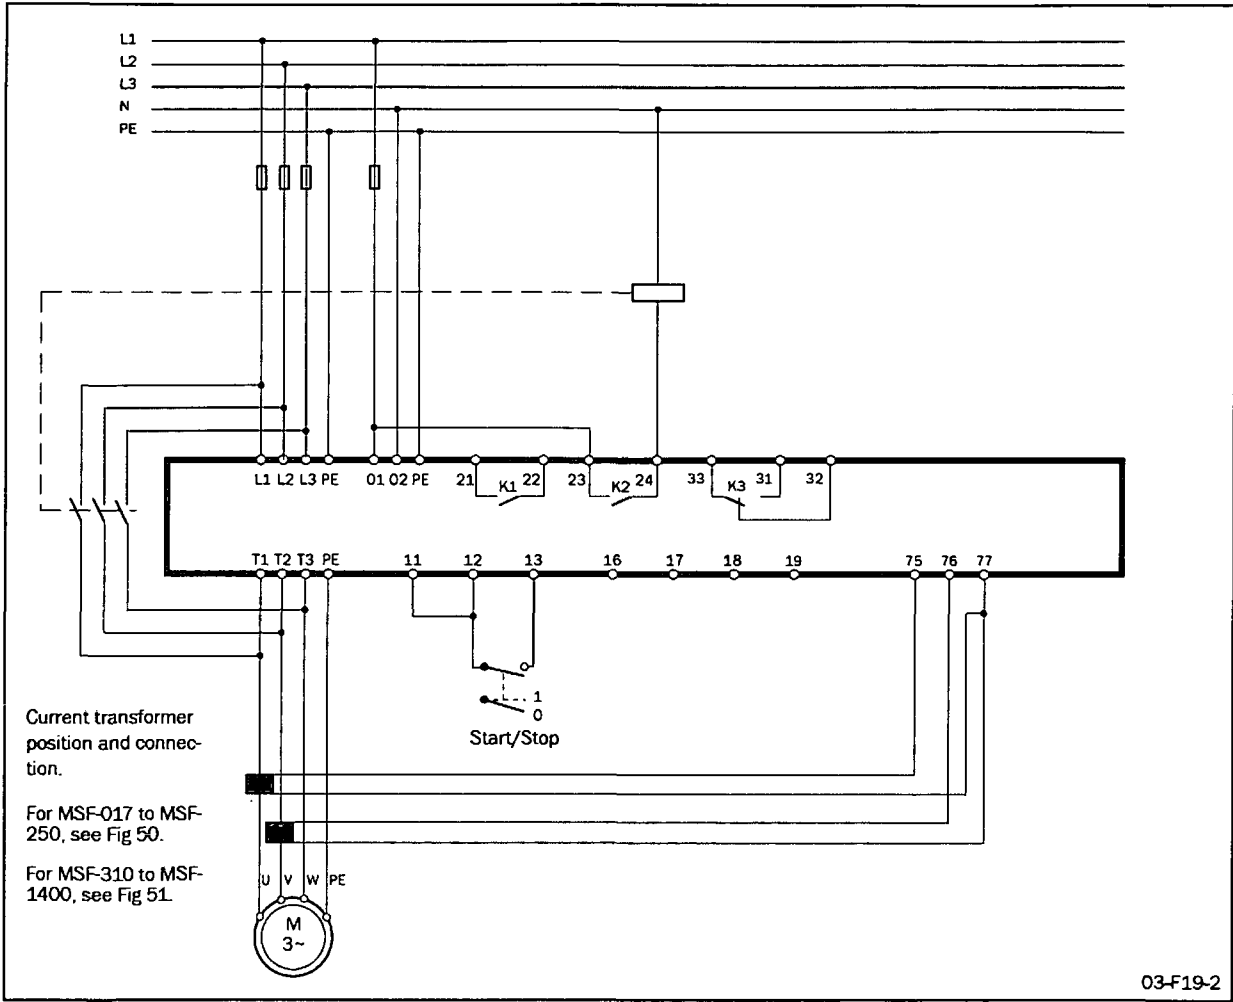 L1
L2
L3
N
PE
L1 L2 L3 PE 01 02 PE 21 K1 22 23 K2 24 33 K3 31 32
T1 T2 T3 PE 11 12 13 16 17 18 19 75 76 77
1
0
Start/Stop
Current transformer
position and connec-
tion.
For MSF-017 to MSF-
250, see Fig 50.
For MSF-310 to MSF-
1400, see Fig 51.
U V W PE
M
3~
03-F19-2